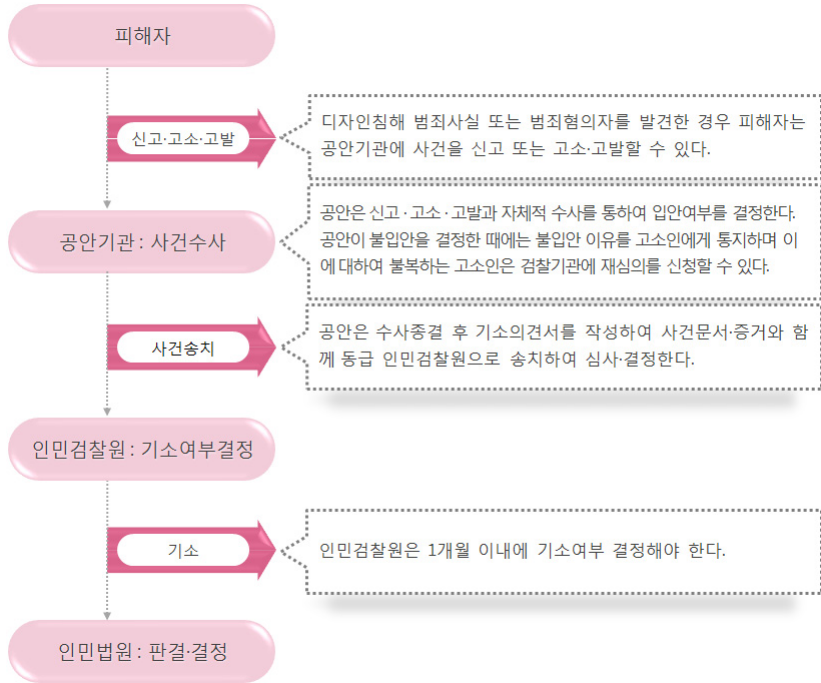 피해자
신고·고소·고발
디자인침해 범죄사실 또는 범죄혐의자를 발견한 경우 피해자는
공안기관에 사건을 신고 또는 고소·고발할 수 있다.
공안기관 : 사건수사
공안은 신고·고소·고발과 자체적 수사를 통하여 입안여부를 결정한다.
공안이 불입안을 결정한 때에는 불입안 이유를 고소인에게 통지하며 이
에 대하여 불복하는 고소인은 검찰기관에 재심의를 신청할 수 있다.
사건송치
공안은 수사종결 후 기소의견서를 작성하여 사건문서·증거와 함
께 동급 인민검찰원으로 송치하여 심사·결정한다.
인민검찰원 : 기소여부결정
기소
인민검찰원은 1개월 이내에 기소여부 결정해야 한다.
인민법원 : 판결·결정